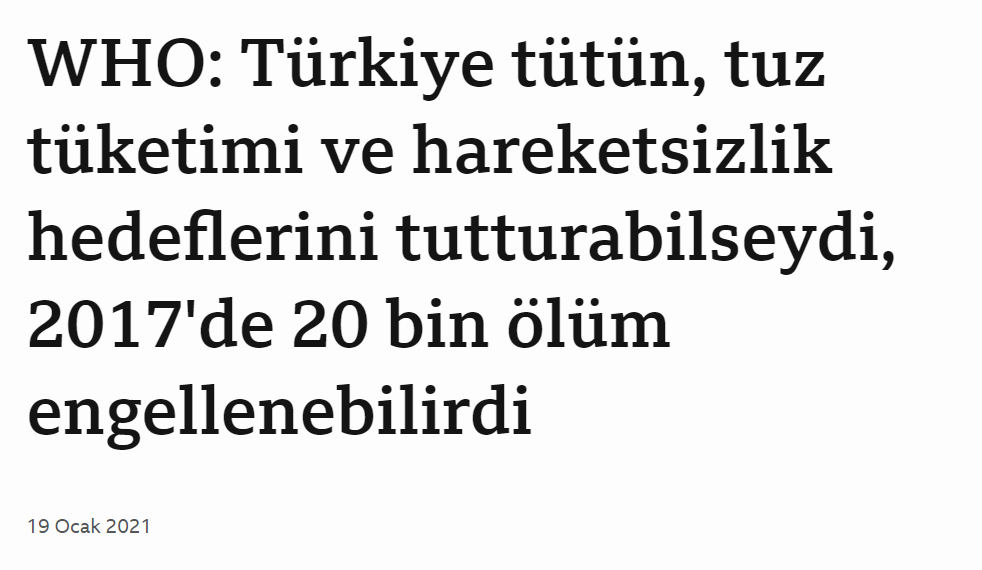 WHO: Türkiye tütün, tuz
tüketimi ve hareketsizlik
hedeflerini tutturabilseydi,
2017'de 20 bin ölüm
engellenebilirdi
19 Ocak 2021